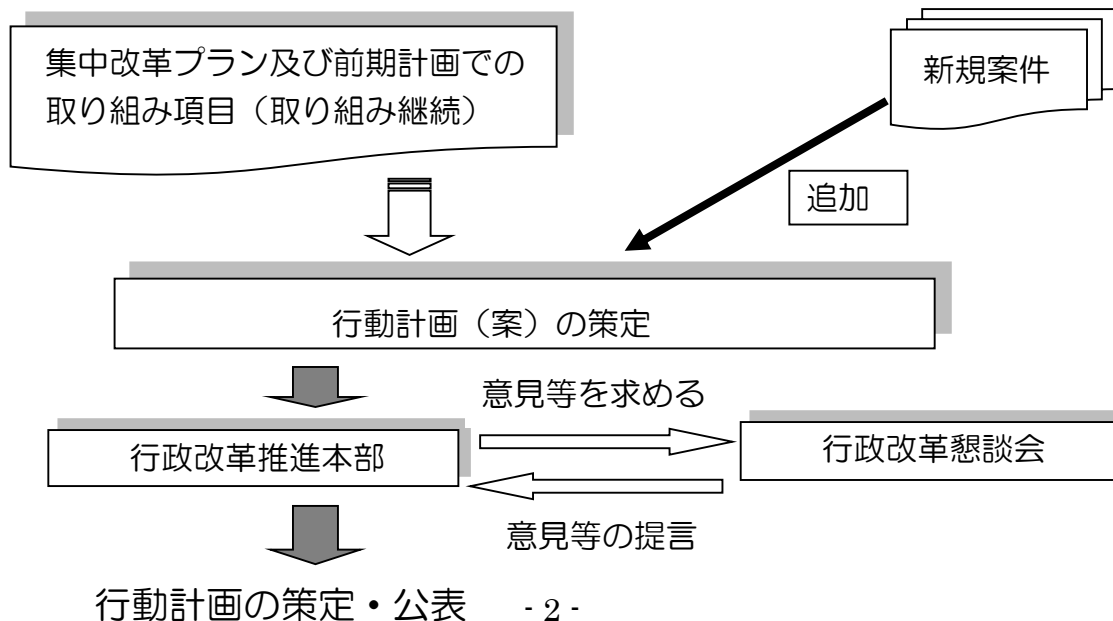 集中改革プラン及び前期計画での
取り組み項目（取り組み継続）
新規案件
追加
行動計画（案）の策定
意見等を求める
行政改革推進本部
行政改革懇談会
意見等の提言
行動計画の策定・公表
- 2 -